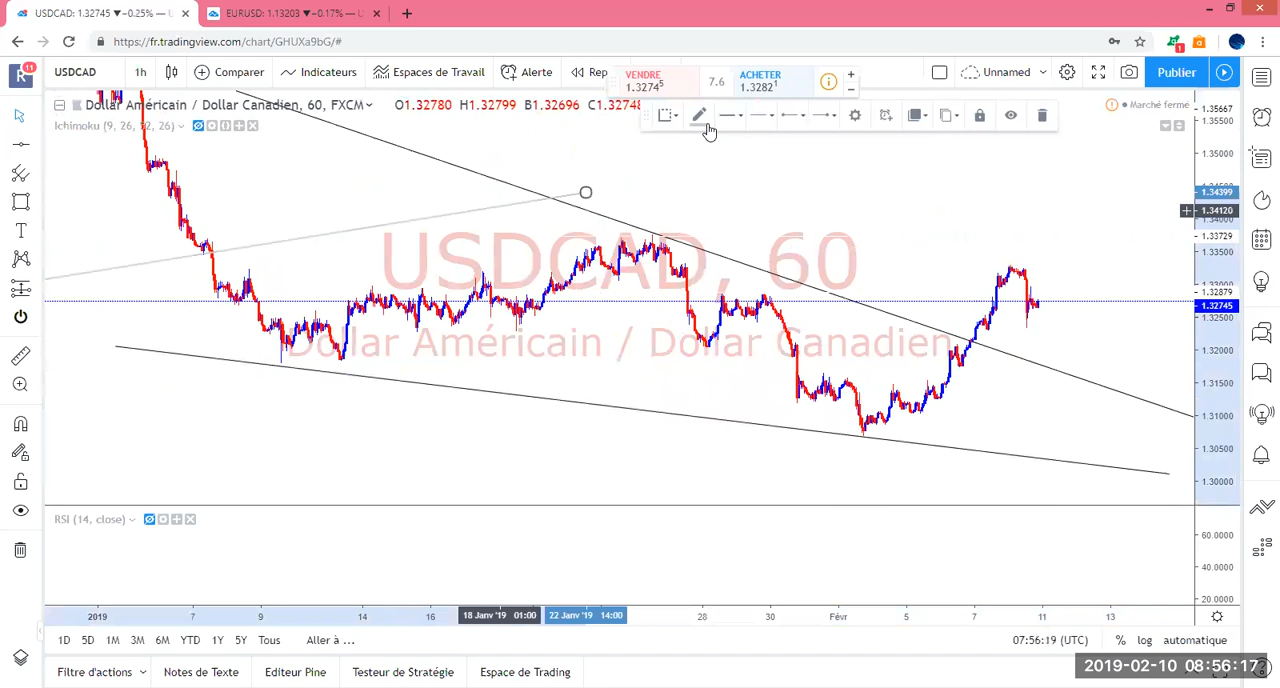 USDCAD: 1.32745 ▼−0.25% — U
EURUSD: 1.13203 ▼−0.17% — U
https://fr.tradingview.com/chart/GHUXa9bG/#
1
R
11
USDCAD
1h
Comparer
Indicateurs
Espaces de Travail
Alerte
Rep
VENDRE
1.3274⁵
7.6
ACHETER
1.3282¹
Unnamed
Publier
Dollar Américain / Dollar Canadien, 60, FXCM
O1.32780 H1.32799 B1.32696 C1.32748
Marché fermé
Ichimoku (9, 26, 52, 26)
USDCAD, 60
Dollar Américain / Dollar Canadien
1.35667
1.35500
1.35000
1.34399
1.34120
1.34000
1.33729
1.33500
1.32879
1.32745
1.32500
1.32000
1.31500
1.31000
1.30500
1.30000
RSI (14, close)
60.0000
40.0000
20.0000
2019
7
9
14
16
18 Janv '19 01:00
22 Janv '19 14:00
28
30
Févr
5
7
11
13
1D 5D 1M 3M 6M YTD 1Y 5Y Tous Aller à ...
07:56:19 (UTC)
% log automatique
Filtre d'actions
Notes de Texte
Editeur Pine
Testeur de Stratégie
Espace de Trading
2019-02-10 08:56:17